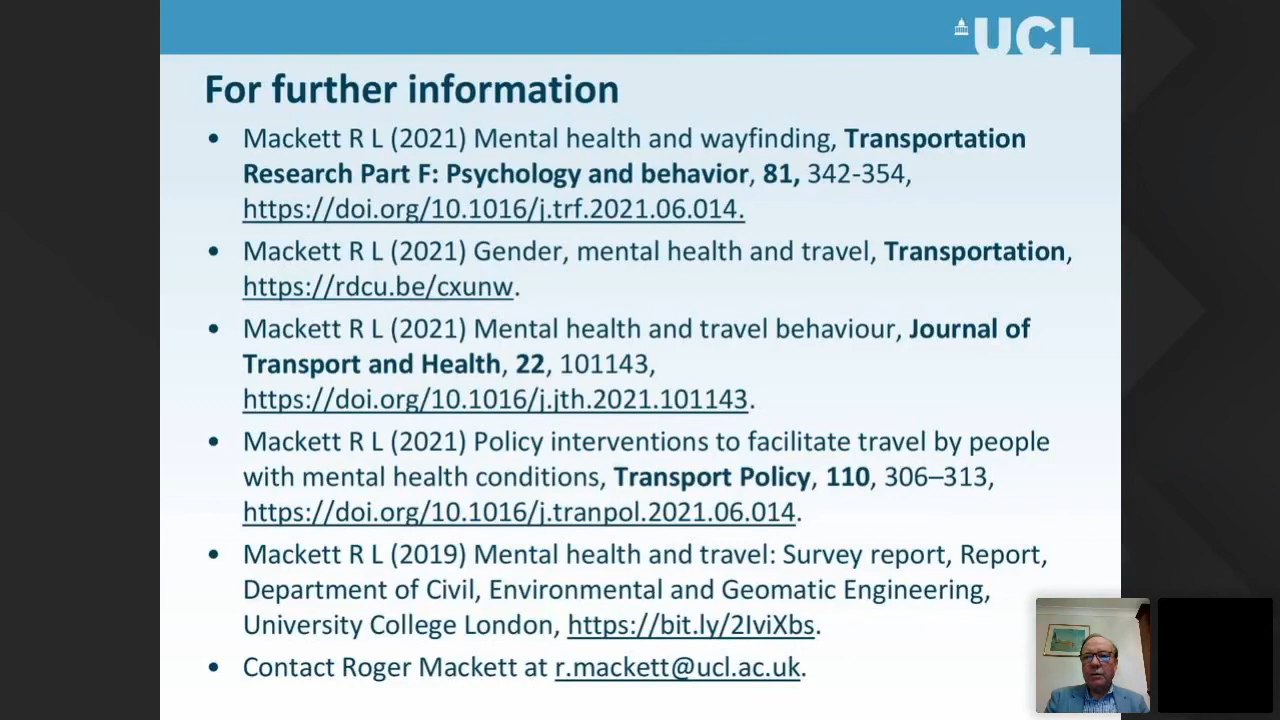 UCL
For further information
• Mackett R L (2021) Mental health and wayfinding, Transportation
Research Part F: Psychology and behavior, 81, 342-354,
https://doi.org/10.1016/j.trf.2021.06.014.
• Mackett R L (2021) Gender, mental health and travel, Transportation,
https://rdcu.be/cxunw.
• Mackett R L (2021) Mental health and travel behaviour, Journal of
Transport and Health, 22, 101143,
https://doi.org/10.1016/j.jth.2021.101143.
• Mackett R L (2021) Policy interventions to facilitate travel by people
with mental health conditions, Transport Policy, 110, 306–313,
https://doi.org/10.1016/j.tranpol.2021.06.014.
• Mackett R L (2019) Mental health and travel: Survey report, Report,
Department of Civil, Environmental and Geomatic Engineering,
University College London, https://bit.ly/2IviXbs.
• Contact Roger Mackett at r.mackett@ucl.ac.uk.